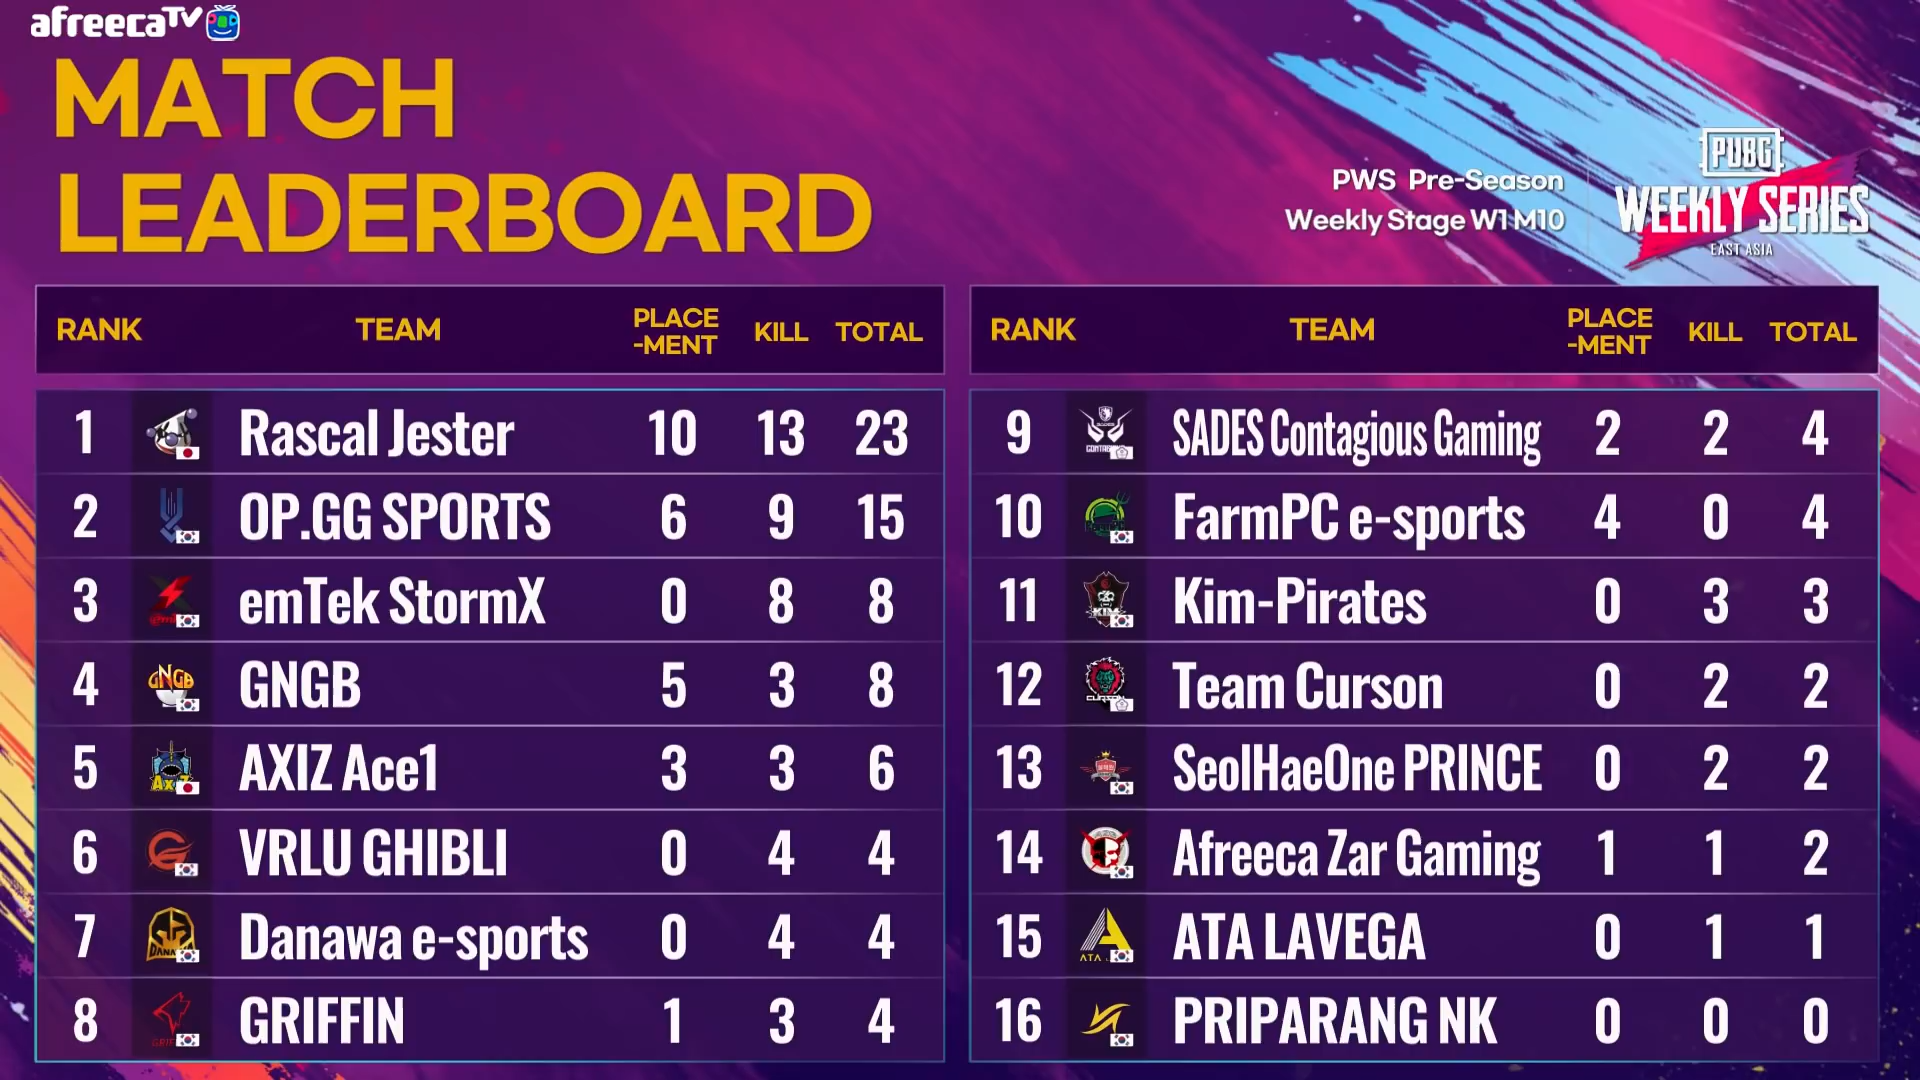 afreecaTV
MATCH
LEADERBOARD
PWS Pre-Season
Weekly Stage W1 M10
PUBG
WEEKLY SERIES
EAST ASIA
RANK TEAM PLACE-MENT KILL TOTAL
1 Rascal Jester 10 13 23
2 OP.GG SPORTS 6 9 15
3 emTek StormX 0 8 8
4 GNGB GNGB 5 3 8
5 AXIZ Ace1 3 3 6
6 VRLU GHIBLI 0 4 4
7 Danawa e-sports 0 4 4
8 GRIFFIN 1 3 4
RANK TEAM PLACE-MENT KILL TOTAL
9 SADES Contagious Gaming 2 2 4
10 FarmPC e-sports 4 0 4
11 KIM Kim-Pirates 0 3 3
12 Team Curson 0 2 2
13 SeolHaeOne PRINCE 0 2 2
14 Afreeca Zar Gaming 1 1 2
15 ATA ATA LAVEGA 0 1 1
16 PRIPARANG NK 0 0 0